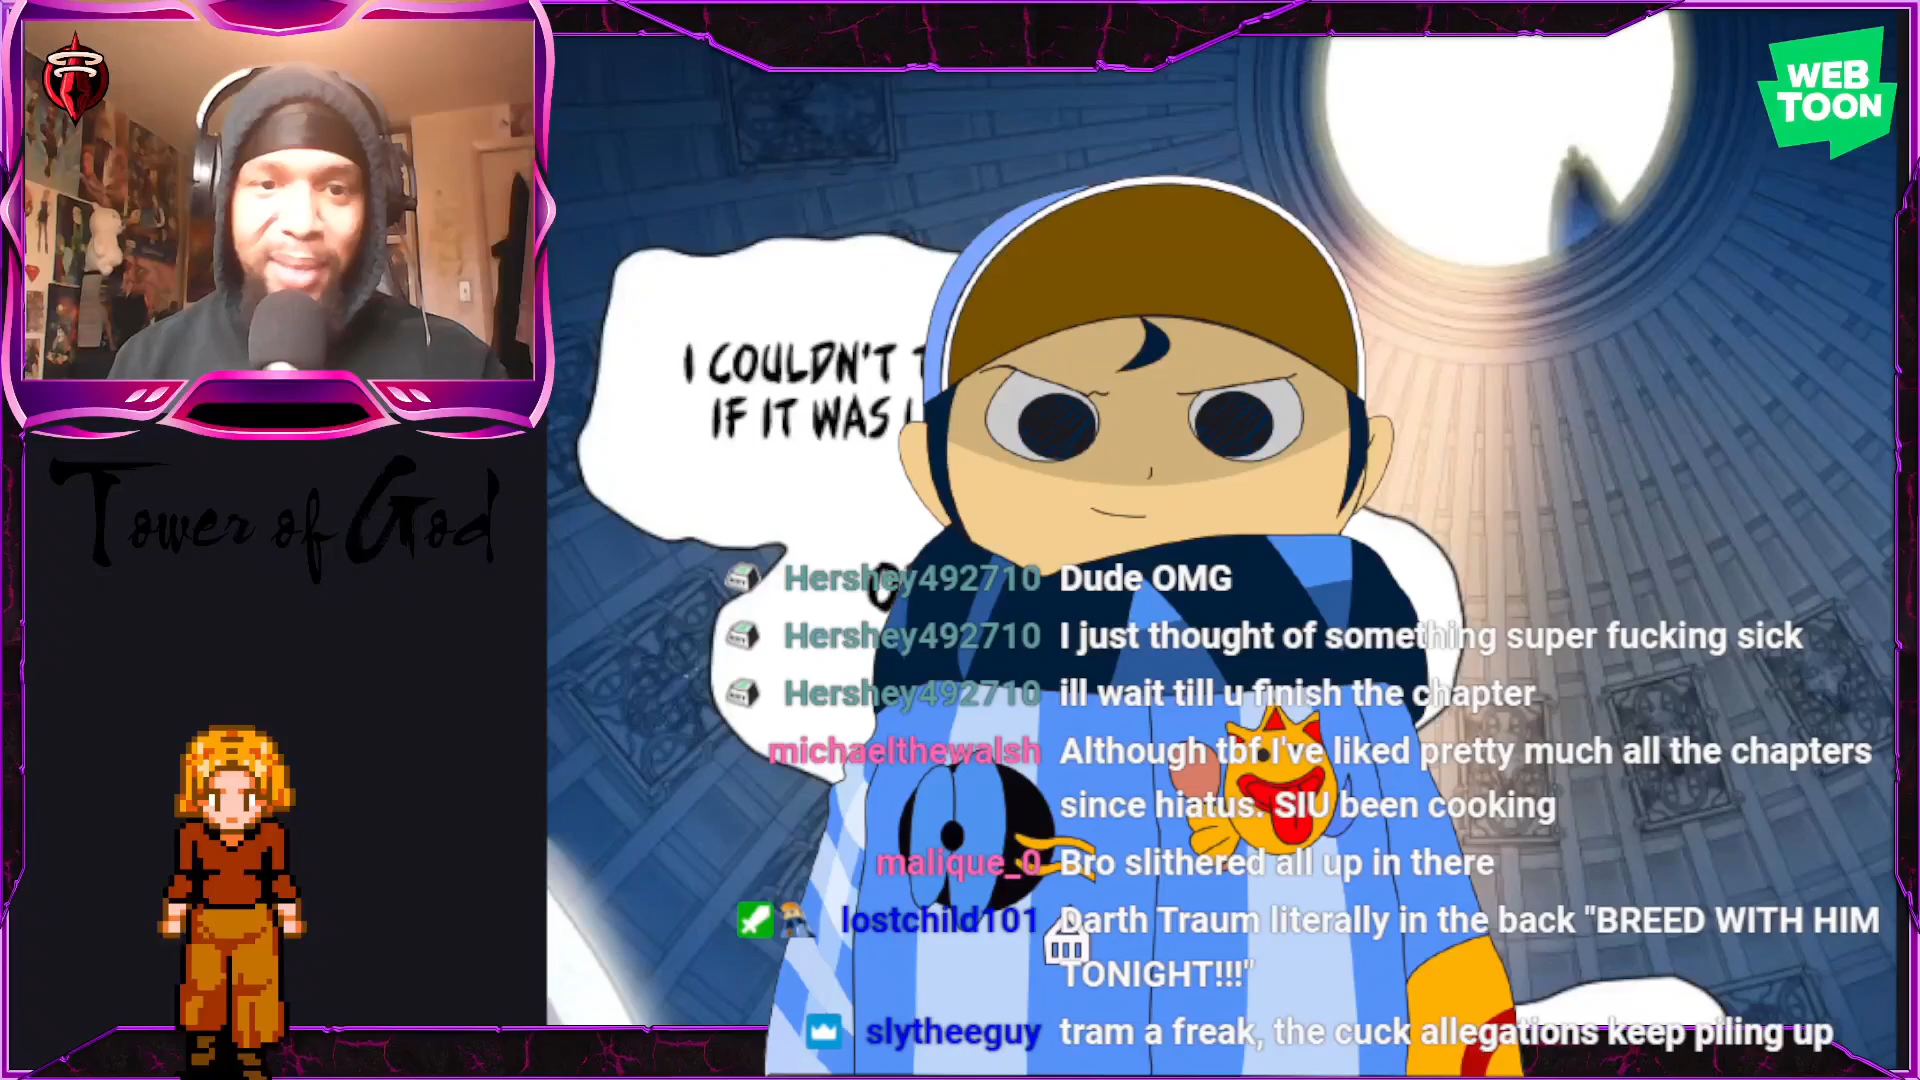 WEB
TOON
I COULDN'T
IF IT WAS
Tower of God
Hershey492710 Dude OMG
Hershey492710 I just thought of something super fucking sick
Hershey492710 ill wait till u finish the chapter
michaelthewalsh Although tbf I've liked pretty much all the chapters
since hiatus. SIU been cooking
malique_0 Bro slithered all up in there
lostchild101 Darth Traum literally in the back "BREED WITH HIM
TONIGHT!!!"
slytheeguy tram a freak, the cuck allegations keep piling up